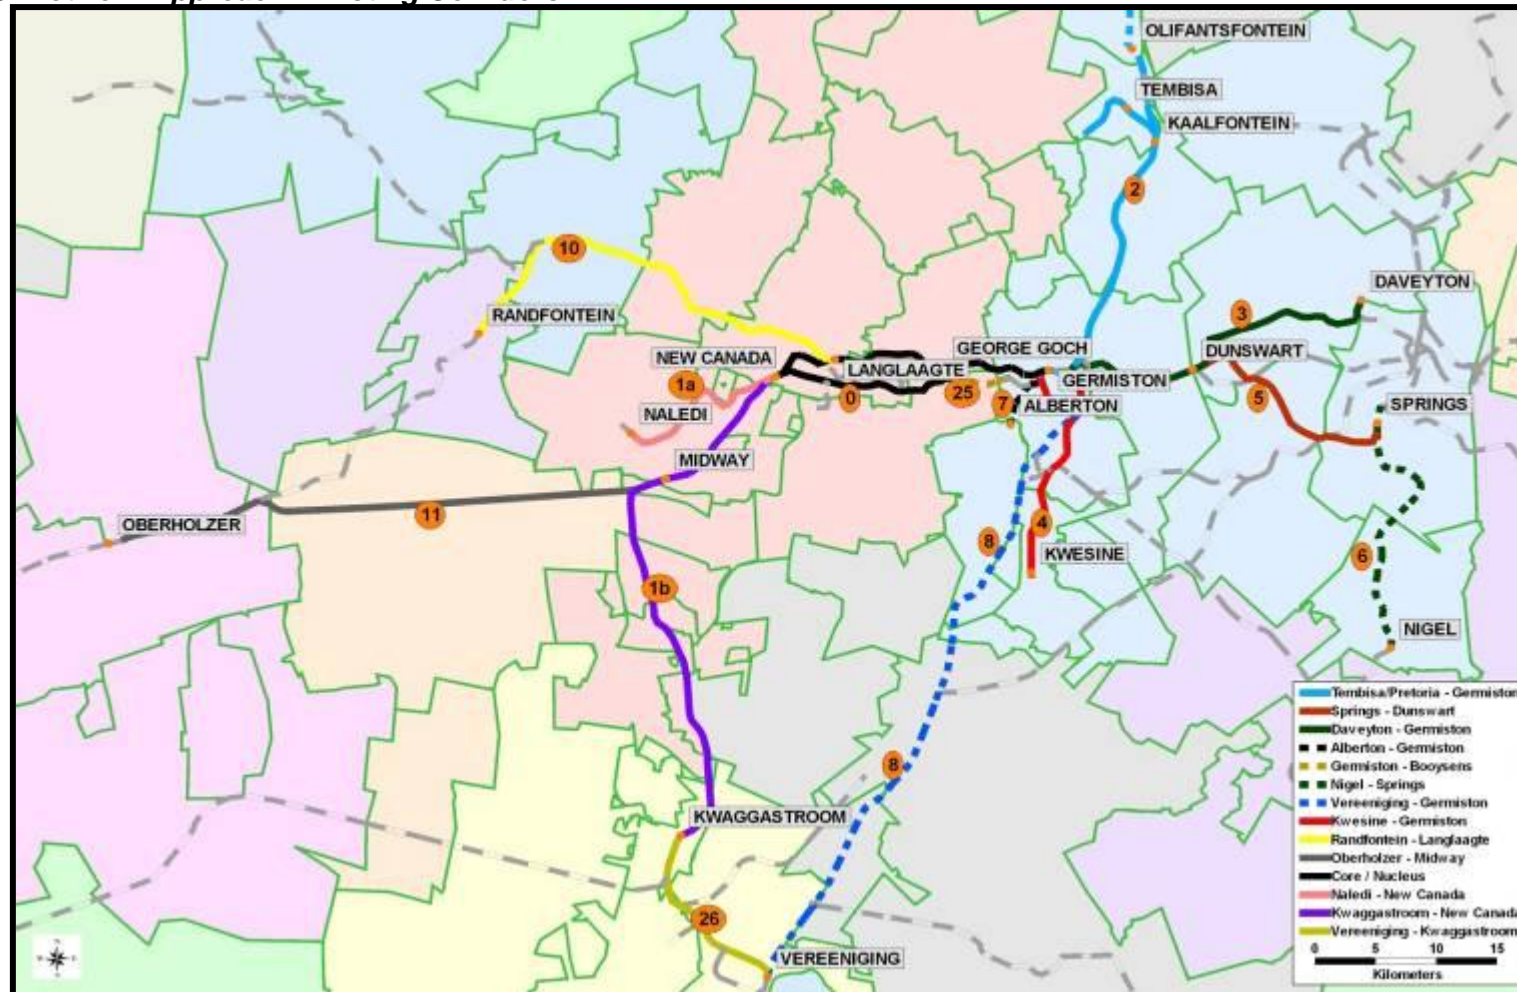 OLIFANTSFONTEIN
TEMBISA
KAALFONTEIN
2
10
DAVEYTON
RANDFONTEIN
3
GEORGE GOCH
DUNSWART
NEW CANADA
LANGLAAGTE
GERMISTON
1a
0
25
7
ALBERTON
5
SPRINGS
NALEDI
MIDWAY
11
OBERHOLZER
8
4
KWESINE
6
1b
NIGEL
8
KWAGGASTROOM
26
VEREENIGING
Tembisa/Pretoria - Germiston
Springs - Dunswart
Daveyton - Germiston
Alberton - Germiston
Germiston - Booysens
Nigel - Springs
Vereeniging - Germiston
Kwesine - Germiston
Randfontein - Langlaagte
Oberholzer - Midway
Core / Nucleus
Naledi - New Canada
Kwaggastroom - New Canada
Vereeniging - Kwaggastroom
0 5 10 15
Kilometers